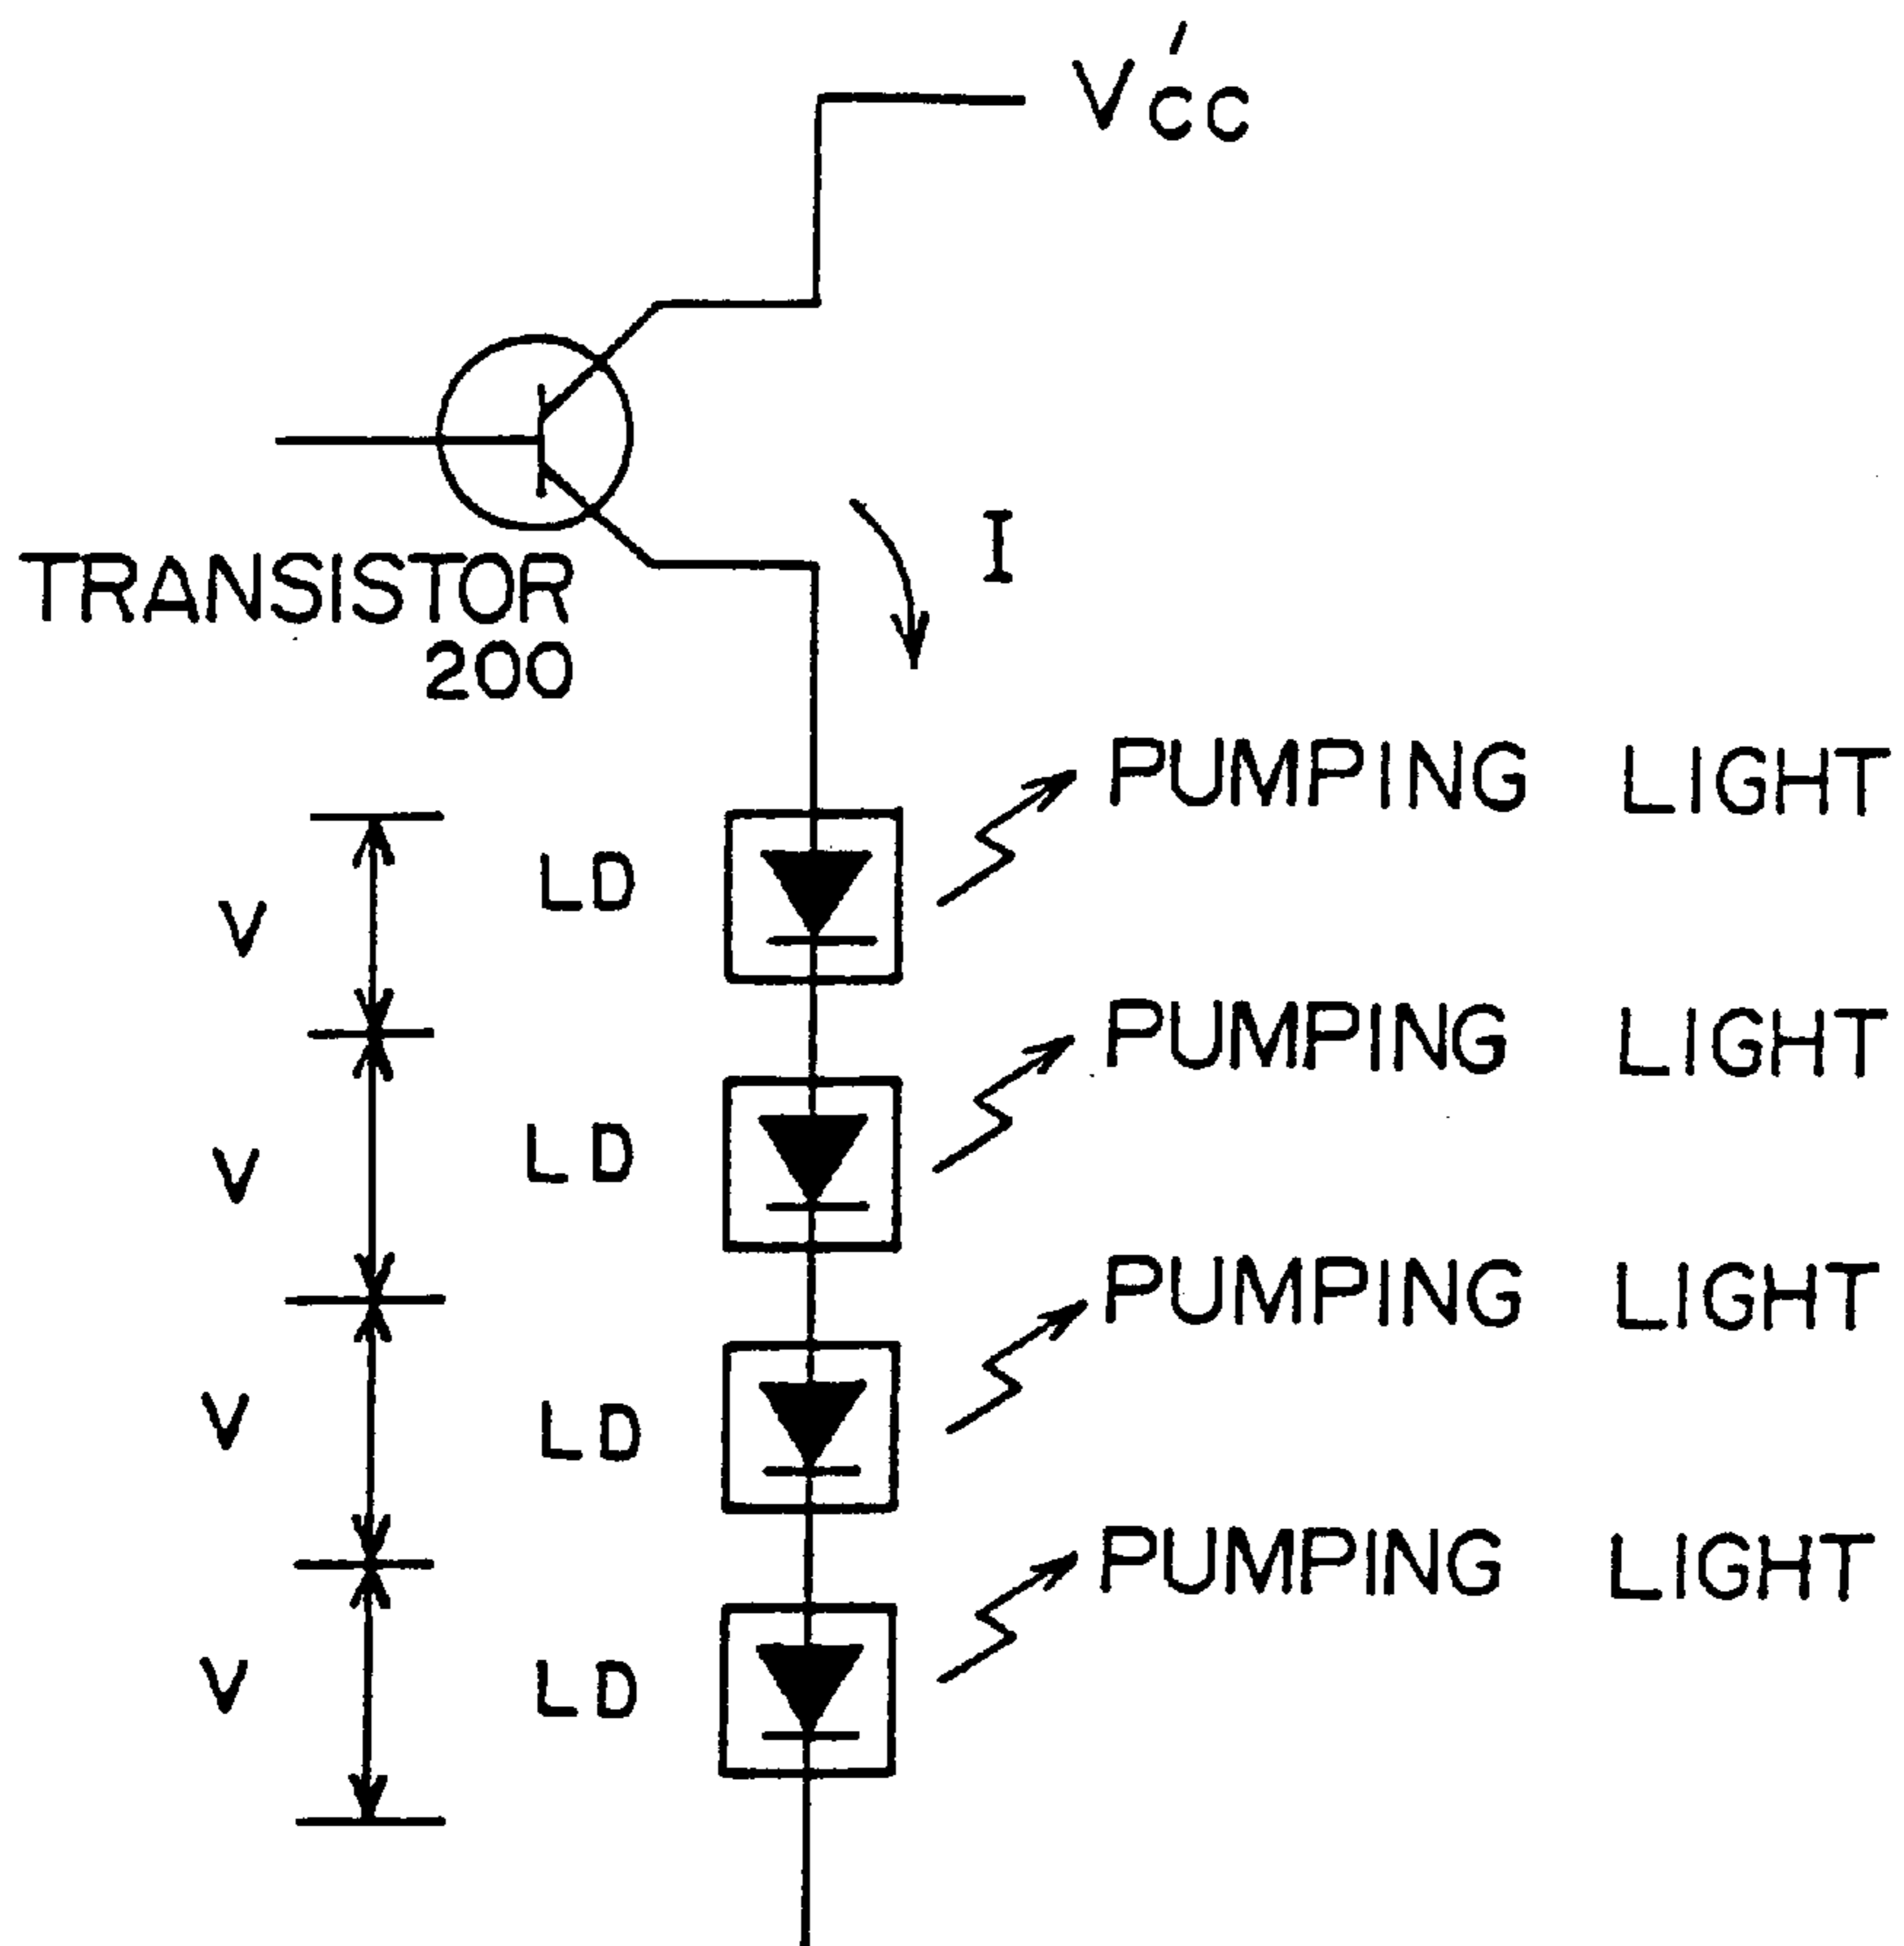 V'CC
I
TRANSISTOR
200
PUMPING LIGHT
V LD
PUMPING LIGHT
V LD
PUMPING LIGHT
V LD
PUMPING LIGHT
V LD